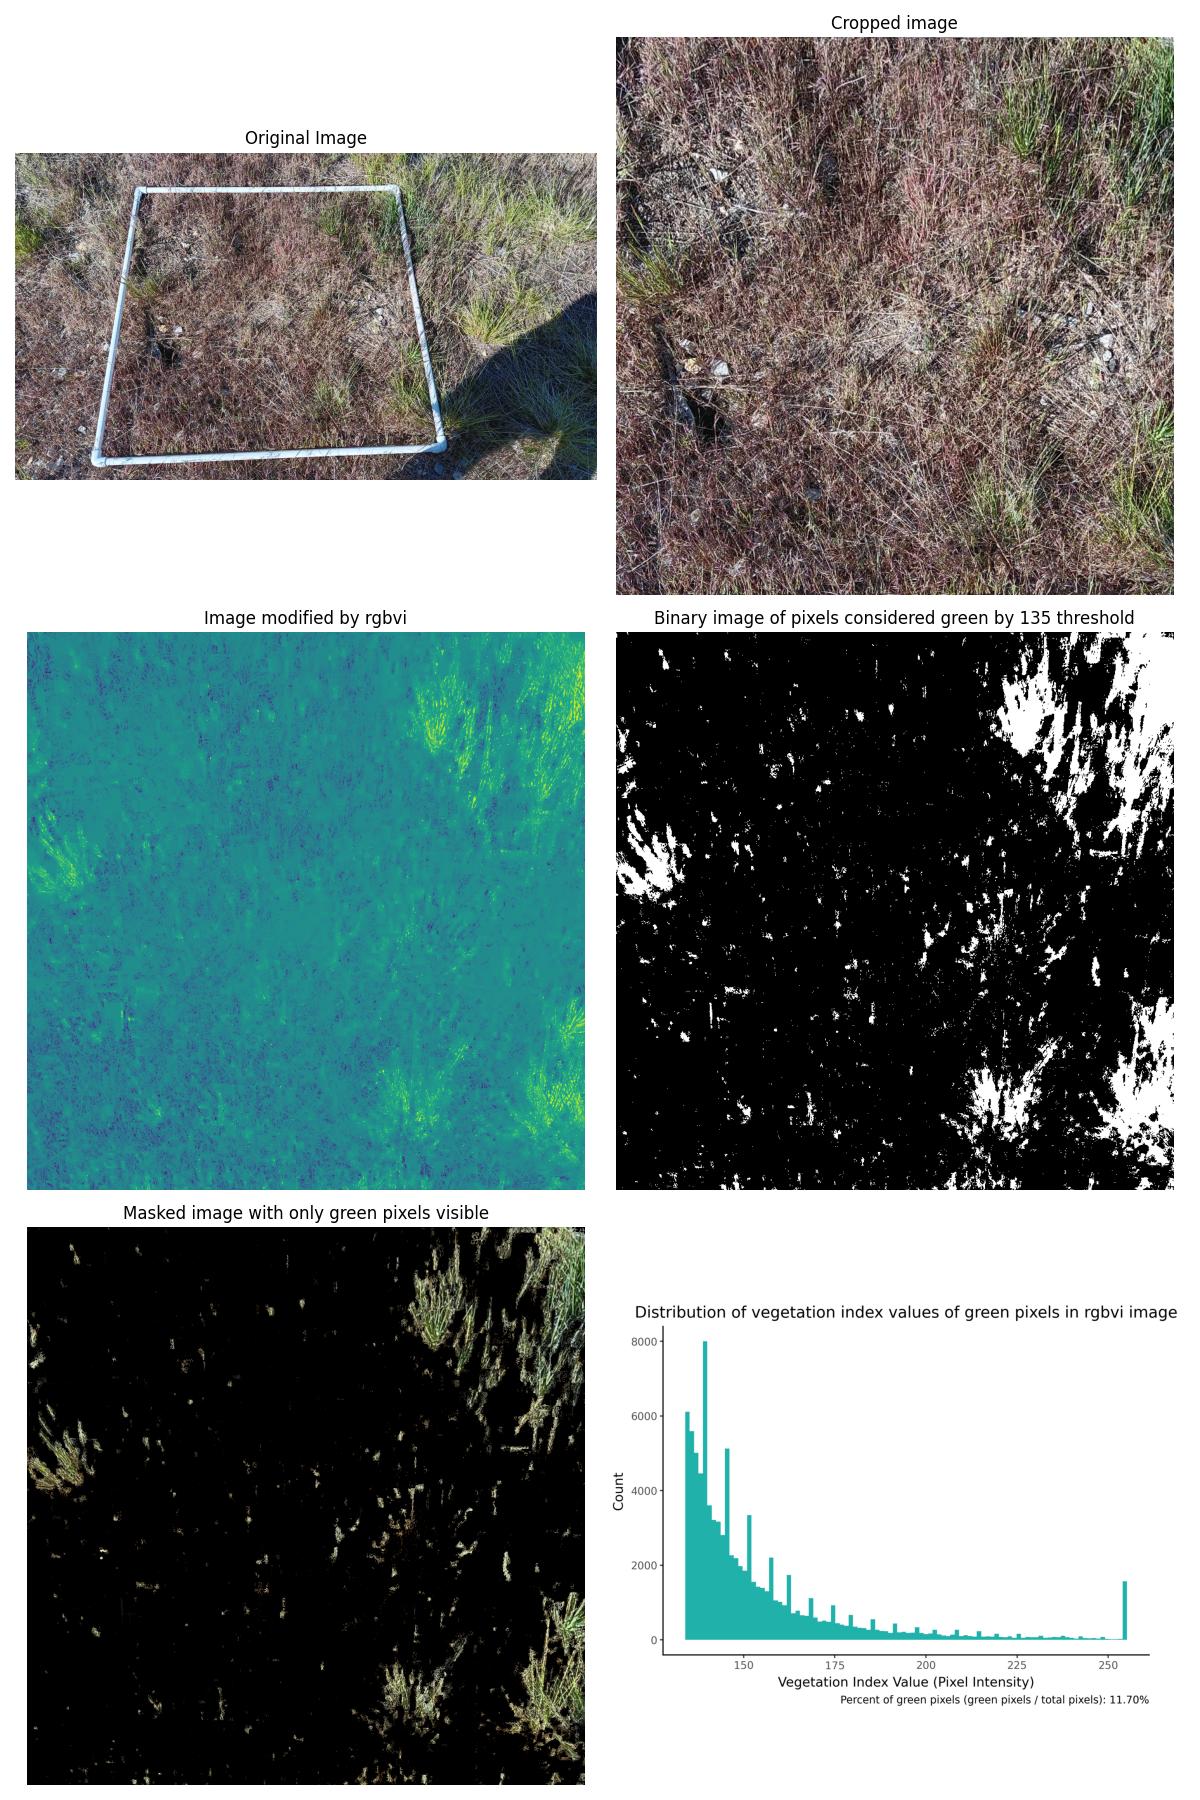 Original Image
Cropped image
Image modified by rgbvi
Binary image of pixels considered green by 135 threshold
Masked image with only green pixels visible
Distribution of vegetation index values of green pixels in rgbvi image
8000
6000
4000
2000
0
Count
150 175 200 225 250
Vegetation Index Value (Pixel Intensity)
Percent of green pixels (green pixels / total pixels): 11.70%